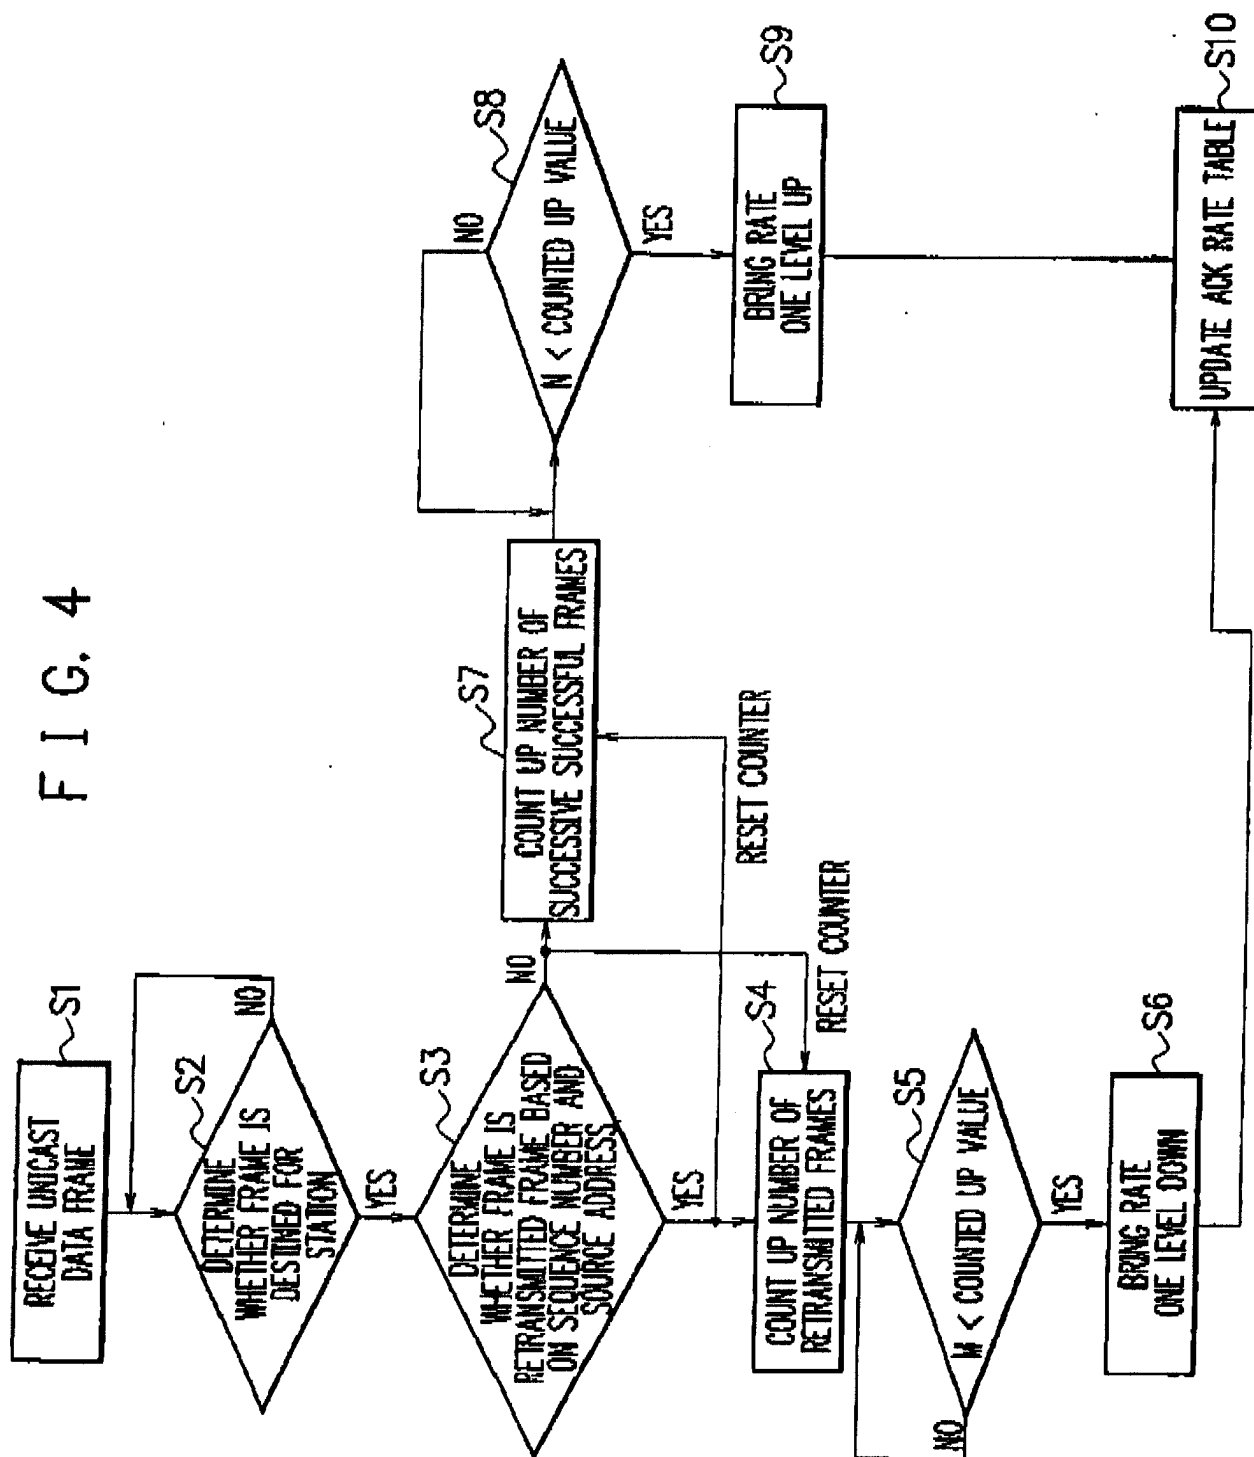 F I G. 4
S1
RECEIVE UNICAST
DATA FRAME
S2
DETERMINE
WHETHER FRAME IS
DESTINED FOR
STATION
NO
YES
S3
DETERMINE
WHETHER FRAME IS
RETRANSMITTED FRAME BASED
ON SEQUENCE NUMBER AND
SOURCE ADDRESS
NO
YES
RESET COUNTER
RESET COUNTER
S4
COUNT UP NUMBER OF
RETRANSMITTED FRAMES
S5
M < COUNTED UP VALUE
NO
YES
S6
BRING RATE
ONE LEVEL DOWN
S7
COUNT UP NUMBER OF
SUCCESSIVE SUCCESSFUL FRAMES
S8
N < COUNTED UP VALUE
NO
YES
S9
BRING RATE
ONE LEVEL UP
S10
UPDATE ACK RATE TABLE